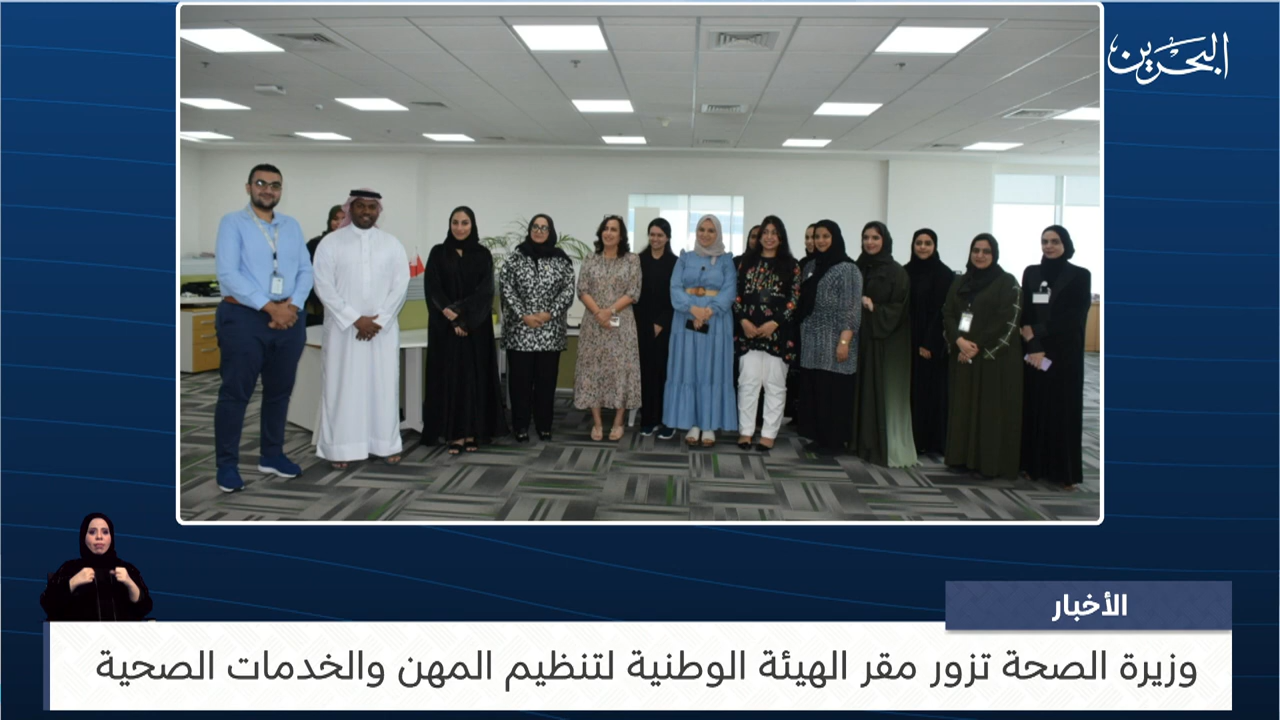 البحرين
الأخبار
وزيرة الصحة تزور مقر الهيئة الوطنية لتنظيم المهن والخدمات الصحية